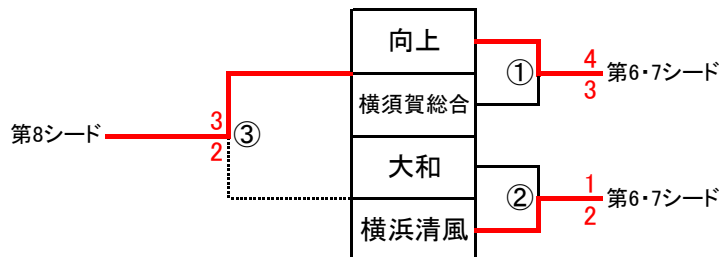 向上
4
① 第6・7シード
3
横須賀総合
3
第8シード ③
2
大和
1
② 第6・7シード
2
横浜清風